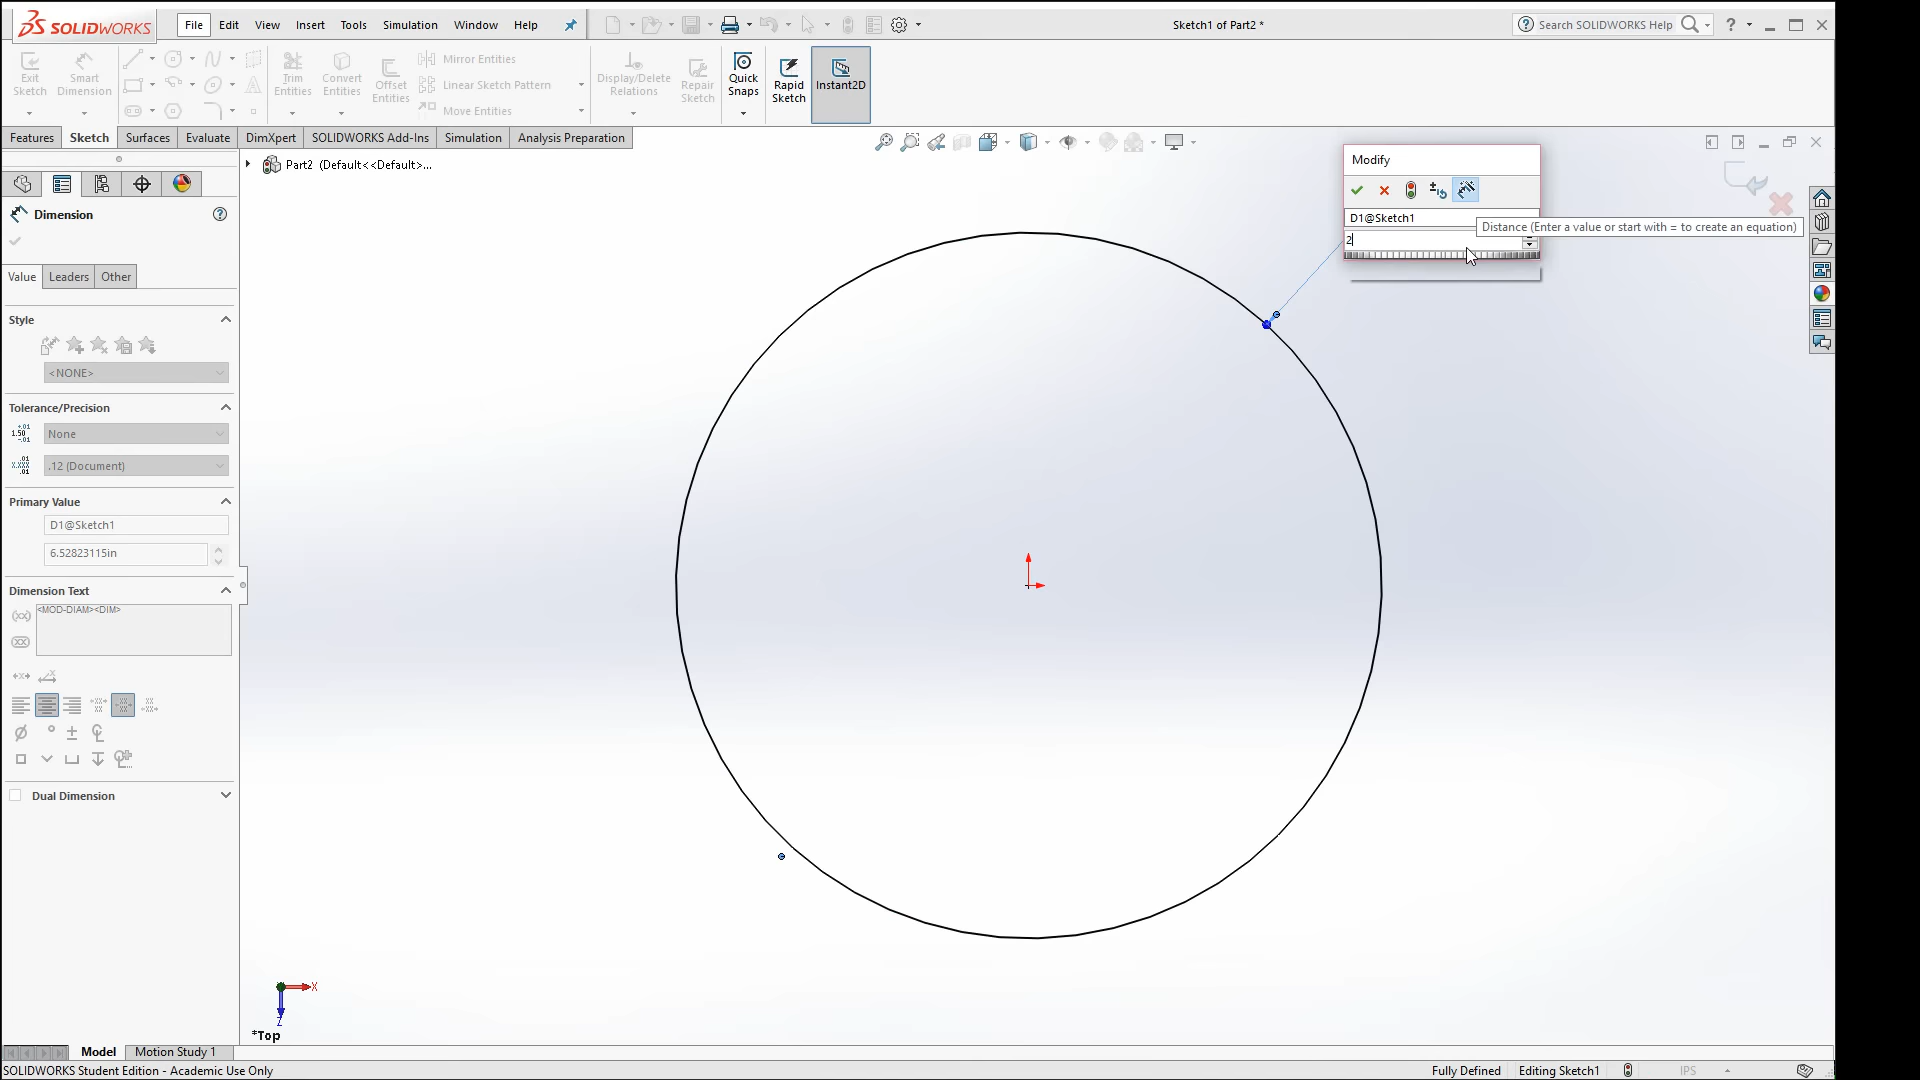 SOLIDWORKS
File Edit View Insert Tools Simulation Window Help
Sketch1 of Part2 *
Search SOLIDWORKS Help
?
Exit Sketch
Smart Dimension
Trim Entities
Convert Entities
Offset Entities
Mirror Entities
Linear Sketch Pattern
Move Entities
Display/Delete Relations
Repair Sketch
Quick Snaps
Rapid Sketch
Instant2D
Features Sketch Surfaces Evaluate DimXpert SOLIDWORKS Add-Ins Simulation Analysis Preparation
Part2 (Default<<Default>...
Modify
D1@Sketch1
2
Distance (Enter a value or start with = to create an equation)
Dimension
Value Leaders Other
Style
<NONE>
Tolerance/Precision
None
.12 (Document)
Primary Value
D1@Sketch1
6.52823115in
Dimension Text
<MOD-DIAM><DIM>
Dual Dimension
X
Z
*Top
Model Motion Study 1
SOLIDWORKS Student Edition - Academic Use Only
Fully Defined Editing Sketch1 IPS